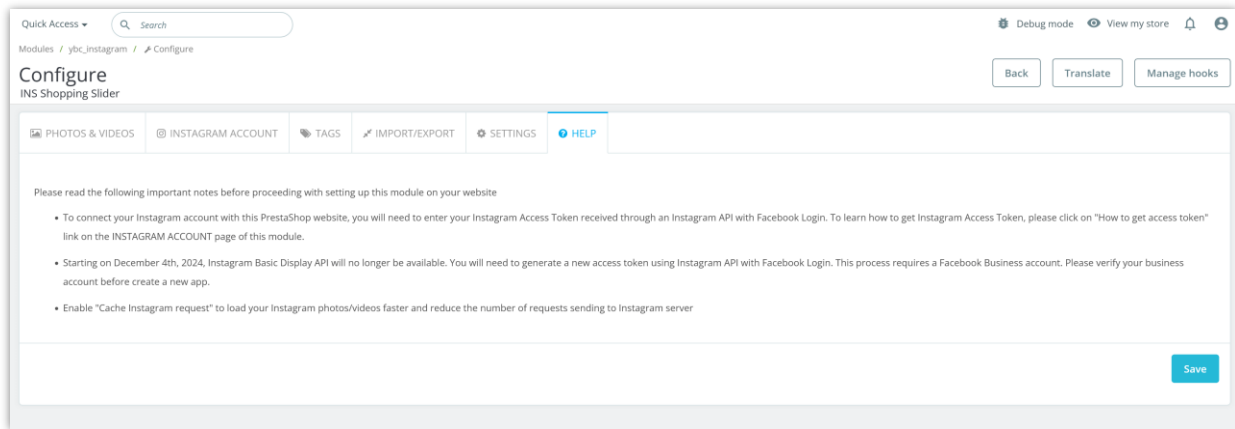 Quick Access
Search
Debug mode
View my store
Modules / ybc_instagram / Configure
Configure
INS Shopping Slider
Back
Translate
Manage hooks
PHOTOS & VIDEOS
INSTAGRAM ACCOUNT
TAGS
IMPORT/EXPORT
SETTINGS
HELP
Please read the following important notes before proceeding with setting up this module on your website
• To connect your Instagram account with this PrestaShop website, you will need to enter your Instagram Access Token received through an Instagram API with Facebook Login. To learn how to get Instagram Access Token, please click on "How to get access token"
link on the INSTAGRAM ACCOUNT page of this module.
• Starting on December 4th, 2024, Instagram Basic Display API will no longer be available. You will need to generate a new access token using Instagram API with Facebook Login. This process requires a Facebook Business account. Please verify your business
account before create a new app.
• Enable "Cache Instagram request" to load your Instagram photos/videos faster and reduce the number of requests sending to Instagram server
Save